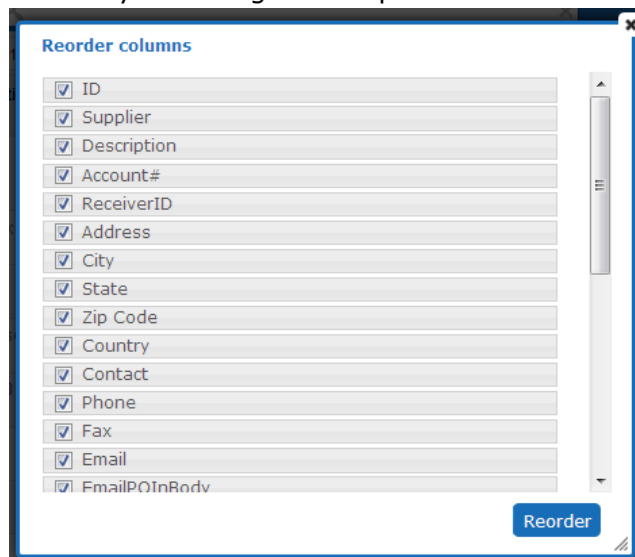 Reorder columns
ID
Supplier
Description
Account#
ReceiverID
Address
City
State
Zip Code
Country
Contact
Phone
Fax
Email
EmailPOInBody
Reorder